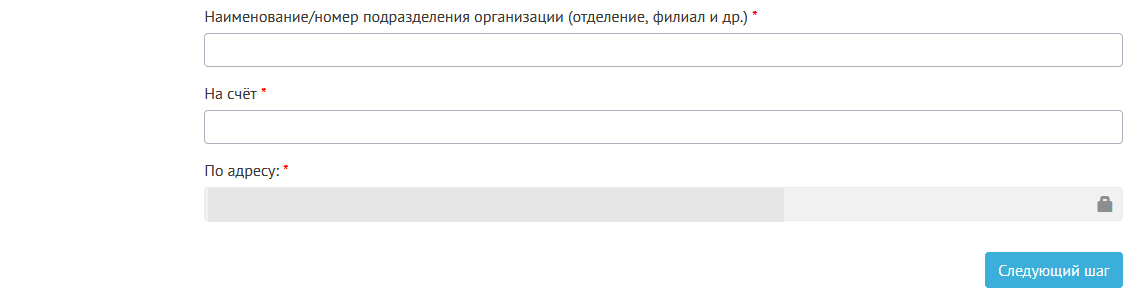 Наименование/номер подразделения организации (отделение, филиал и др.) *
На счёт *
По адресу: *
Следующий шаг